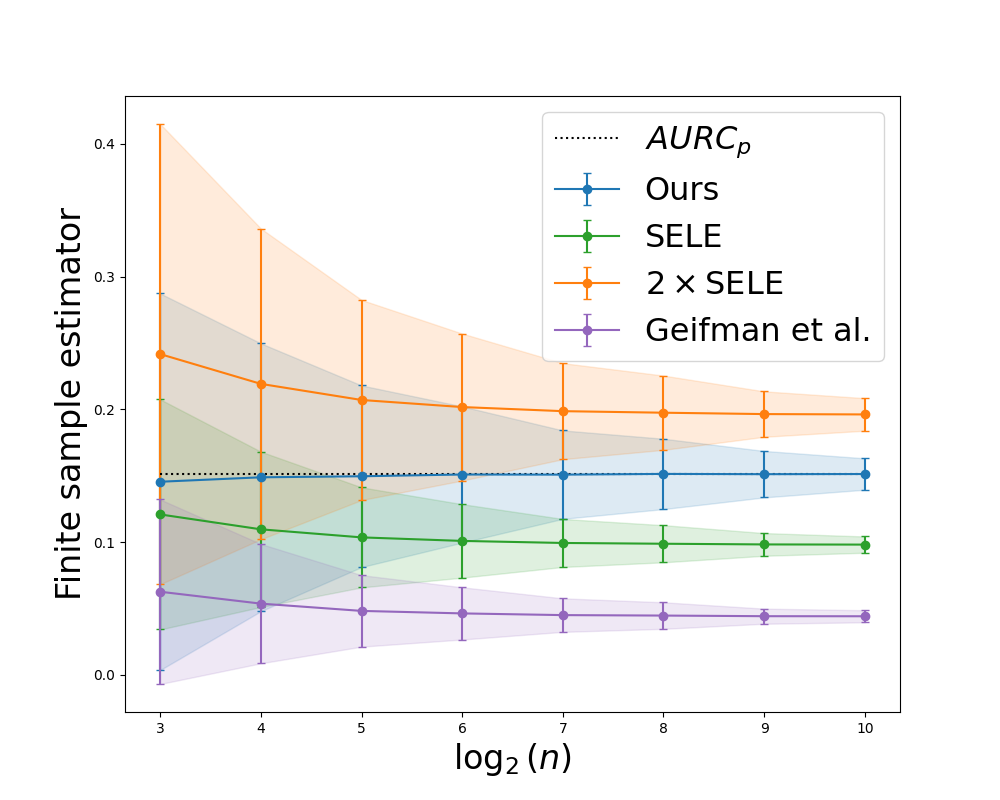 0.4
0.3
0.2
0.1
0.0
Finite sample estimator
3 4 5 6 7 8 9 10
log₂(n)
AURCₚ
Ours
SELE
2 × SELE
Geifman et al.